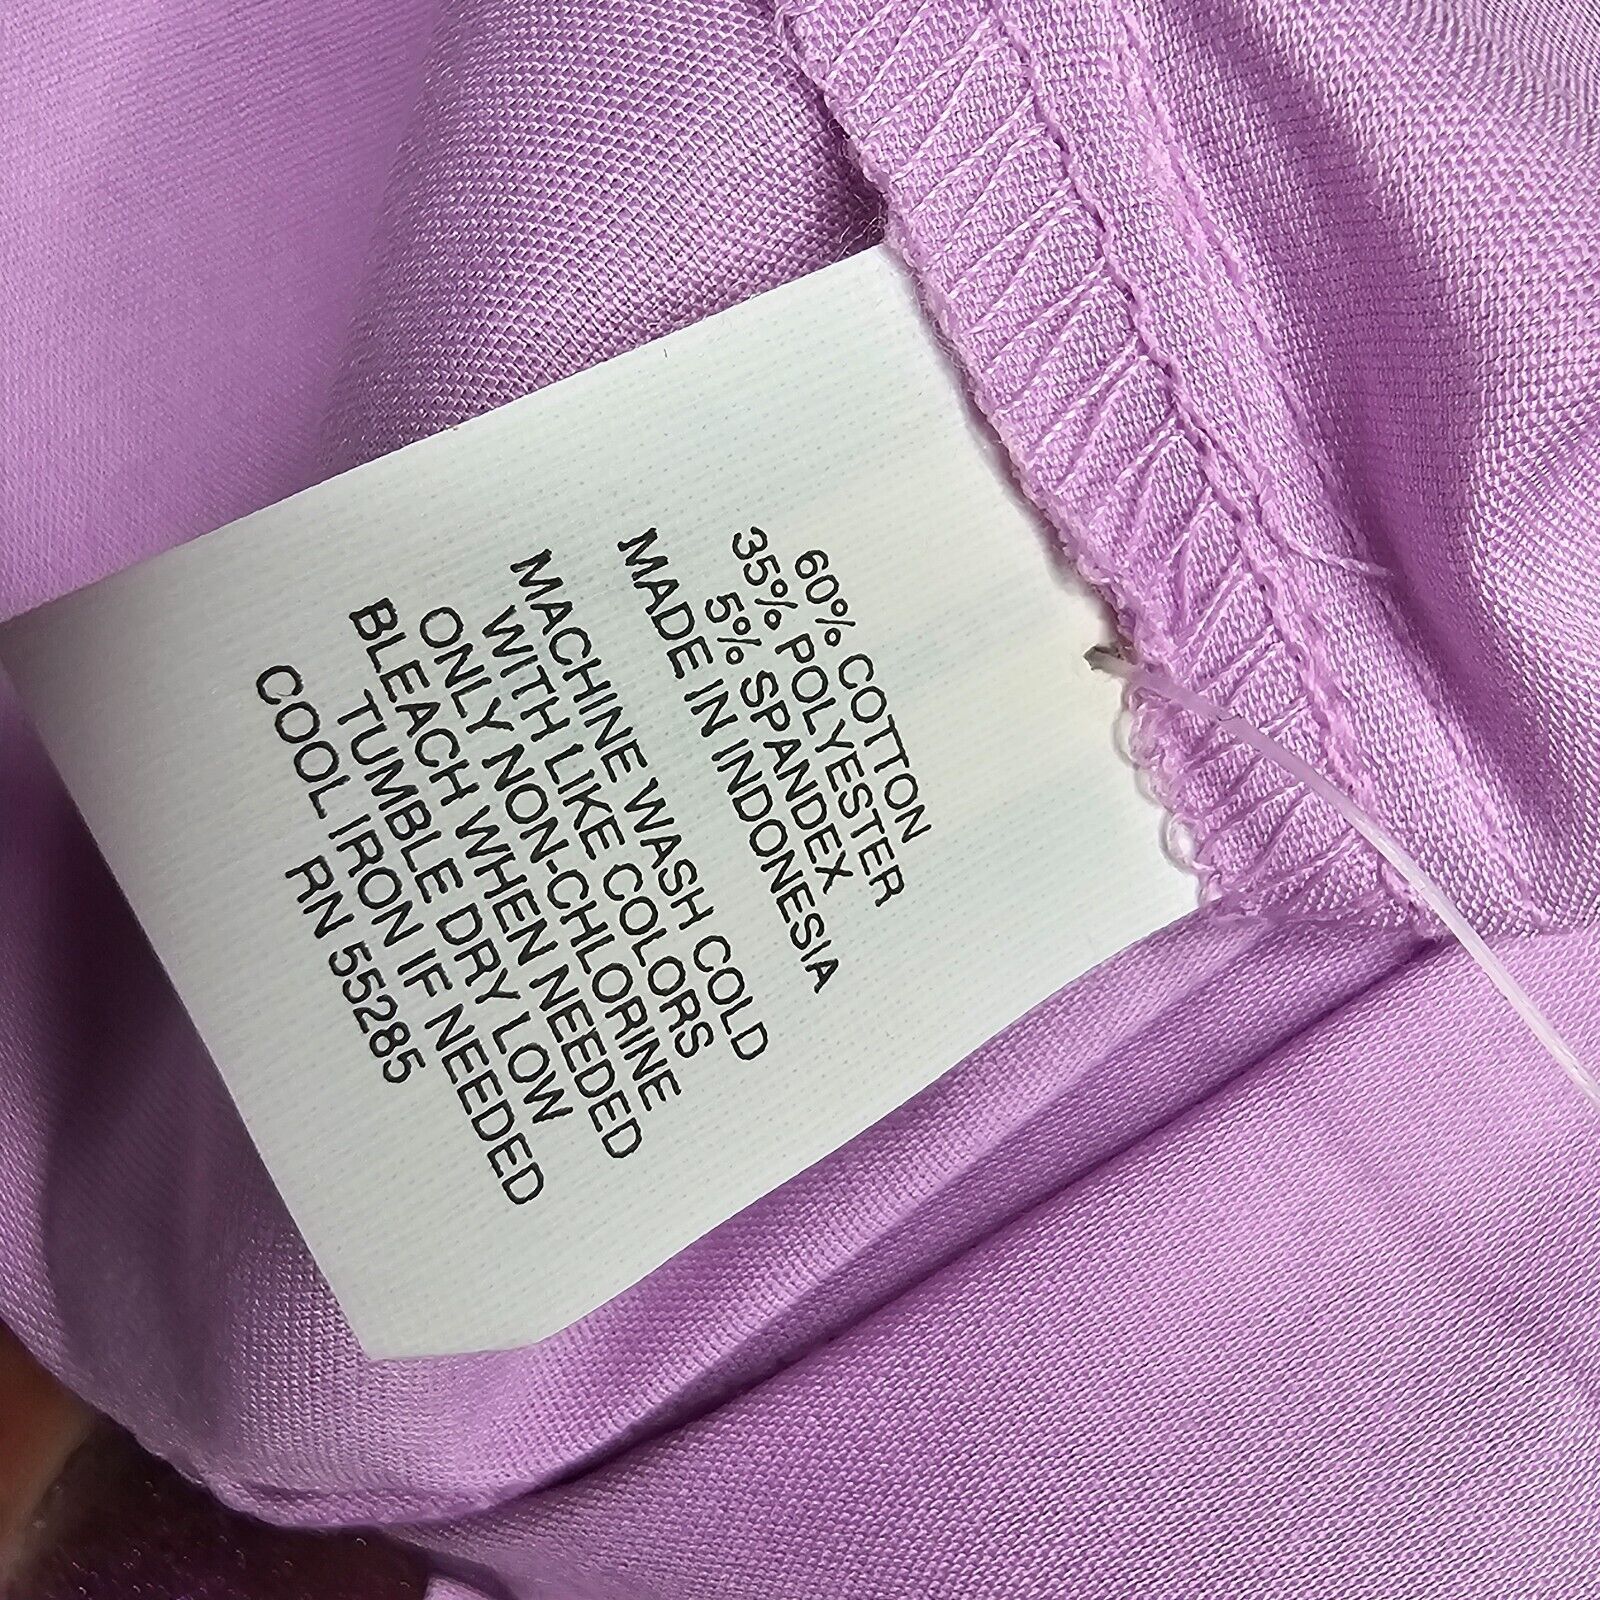 60% COTTON
35% POLYESTER
5% SPANDEX
MADE IN INDONESIA
MACHINE WASH COLD
WITH LIKE COLORS
ONLY NON-CHLORINE
BLEACH WHEN NEEDED
TUMBLE DRY LOW
COOL IRON IF NEEDED
RN 55285